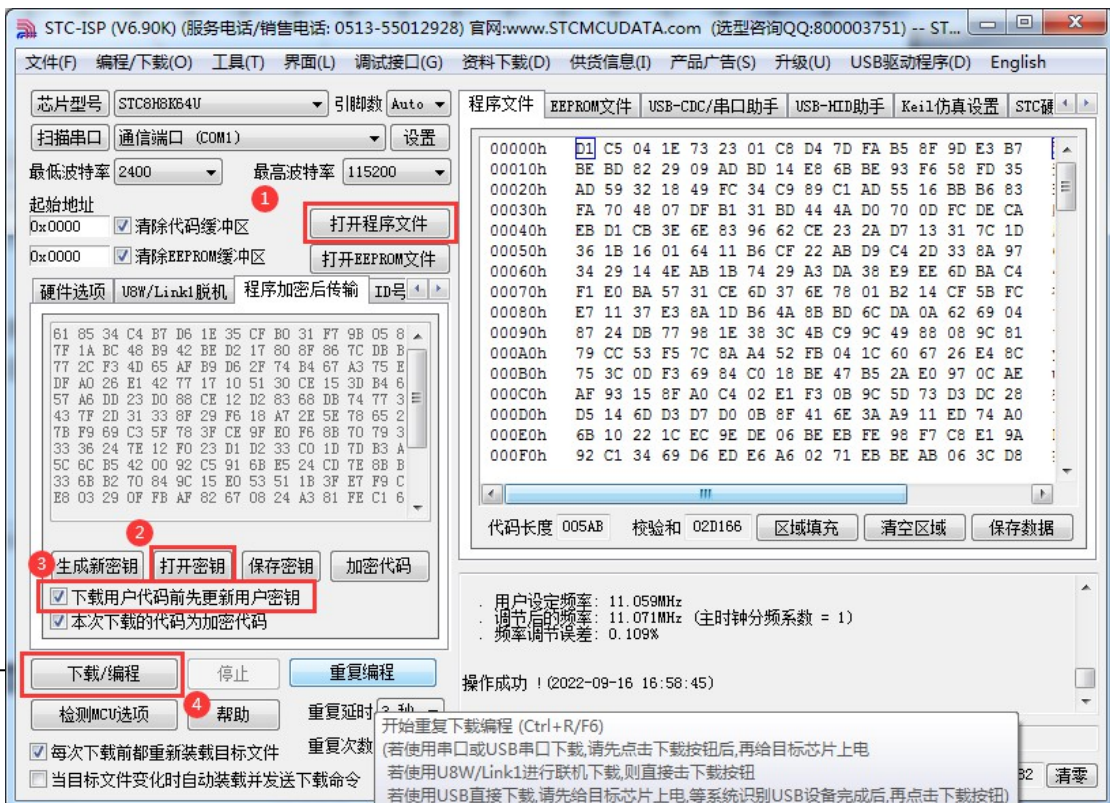 STC-ISP (V6.90K) (服务电话/销售电话: 0513-55012928) 官网:www.STCMCUDATA.com (选型咨询QQ:800003751) -- ST...
文件(F) 编程/下载(O) 工具(T) 界面(L) 调试接口(G) 资料下载(D) 供货信息(I) 产品广告(S) 升级(U) USB驱动程序(D) English
芯片型号 STC8H8K64U 引脚数 Auto
扫描串口 通信端口 (COM1) 设置
最低波特率 2400 最高波特率 115200
1
起始地址
0x0000 清除代码缓冲区 打开程序文件
0x0000 清除EEPROM缓冲区 打开EEPROM文件
硬件选项 U8W/Link1脱机 程序加密后传输 ID号
61 85 34 C4 B7 D6 1E 35 CF B0 31 F7 9B 05 8
7F 1A BC 48 B9 42 BE D2 17 80 8F 86 7C DB B
77 2C F3 4D 65 AF B9 D6 2F 74 B4 67 A3 75 E
DF A0 26 E1 42 77 17 10 51 30 CE 15 3D B4 6
57 A6 DD 23 D0 88 CE 12 D2 83 68 DB 74 77 3
43 7F 2D 31 33 8F 29 F6 18 A7 2E 5E 78 65 2
7B F9 69 C3 5F 78 3F CE 9F E0 F6 8B 70 79 3
33 36 24 7E 12 F0 23 D1 D2 33 C0 1D 7D B3 A
5C 6C B5 42 00 92 C5 91 6B E5 24 CD 7E 8B B
33 6B B2 70 84 9C 15 E0 53 51 1B 3F E7 F9 C
E8 03 29 0F FB AF 82 67 08 24 A3 81 FE C1 6
2
3 生成新密钥 打开密钥 保存密钥 加密代码
下载用户代码前先更新用户密钥
本次下载的代码为加密代码
下载/编程 停止 重复编程
4
检测MCU选项 帮助 重复延时 3 秒
每次下载前都重新装载目标文件 重复次数
当目标文件变化时自动装载并发送下载命令
程序文件 EEPROM文件 USB-CDC/串口助手 USB-HID助手 Keil仿真设置 STC硬
00000h D1 C5 04 1E 73 23 01 C8 D4 7D FA B5 8F 9D E3 B7
00010h BE BD 82 29 09 AD BD 14 E8 6B BE 93 F6 58 FD 35
00020h AD 59 32 18 49 FC 34 C9 89 C1 AD 55 16 BB B6 83
00030h FA 70 48 07 DF B1 31 BD 44 4A D0 70 0D FC DE CA
00040h EB D1 CB 3E 6E 83 96 62 CE 23 2A D7 13 31 7C 1D
00050h 36 1B 16 01 64 11 B6 CF 22 AB D9 C4 2D 33 8A 97
00060h 34 29 14 4E AB 1B 74 29 A3 DA 38 E9 EE 6D BA C4
00070h F1 E0 BA 57 31 CE 6D 37 6E 78 01 B2 14 CF 5B FC
00080h E7 11 37 E3 8A 1D B6 4A 8B BD 6C DA 0A 62 69 04
00090h 87 24 DB 77 98 1E 38 3C 4B C9 9C 49 88 08 9C 81
000A0h 79 CC 53 F5 7C 8A A4 52 FB 04 1C 60 67 26 E4 8C
000B0h 75 3C 0D F3 69 84 C0 18 BE 47 B5 2A E0 97 0C AE
000C0h AF 93 15 8F A0 C4 02 E1 F3 0B 9C 5D 73 D3 DC 28
000D0h D5 14 6D D3 D7 D0 0B 8F 41 6E 3A A9 11 ED 74 A0
000E0h 6B 10 22 1C EC 9E DE 06 BE EB FE 98 F7 C8 E1 9A
000F0h 92 C1 34 69 D6 ED E6 A6 02 71 EB BE AB 06 3C D8
代码长度 005AB 校验和 02D166 区域填充 清空区域 保存数据
. 用户设定频率: 11.059MHz
. 调节后的频率: 11.071MHz (主时钟分频系数 = 1)
. 频率调节误差: 0.109%
操作成功 !(2022-09-16 16:58:45)
开始重复下载编程 (Ctrl+R/F6)
(若使用串口或USB串口下载,请先点击下载按钮后,再给目标芯片上电
若使用U8W/Link1进行联机下载,则直接击下载按钮
若使用USB直接下载,请先给目标芯片上电,等系统识别USB设备完成后,再点击下载按钮)
清零